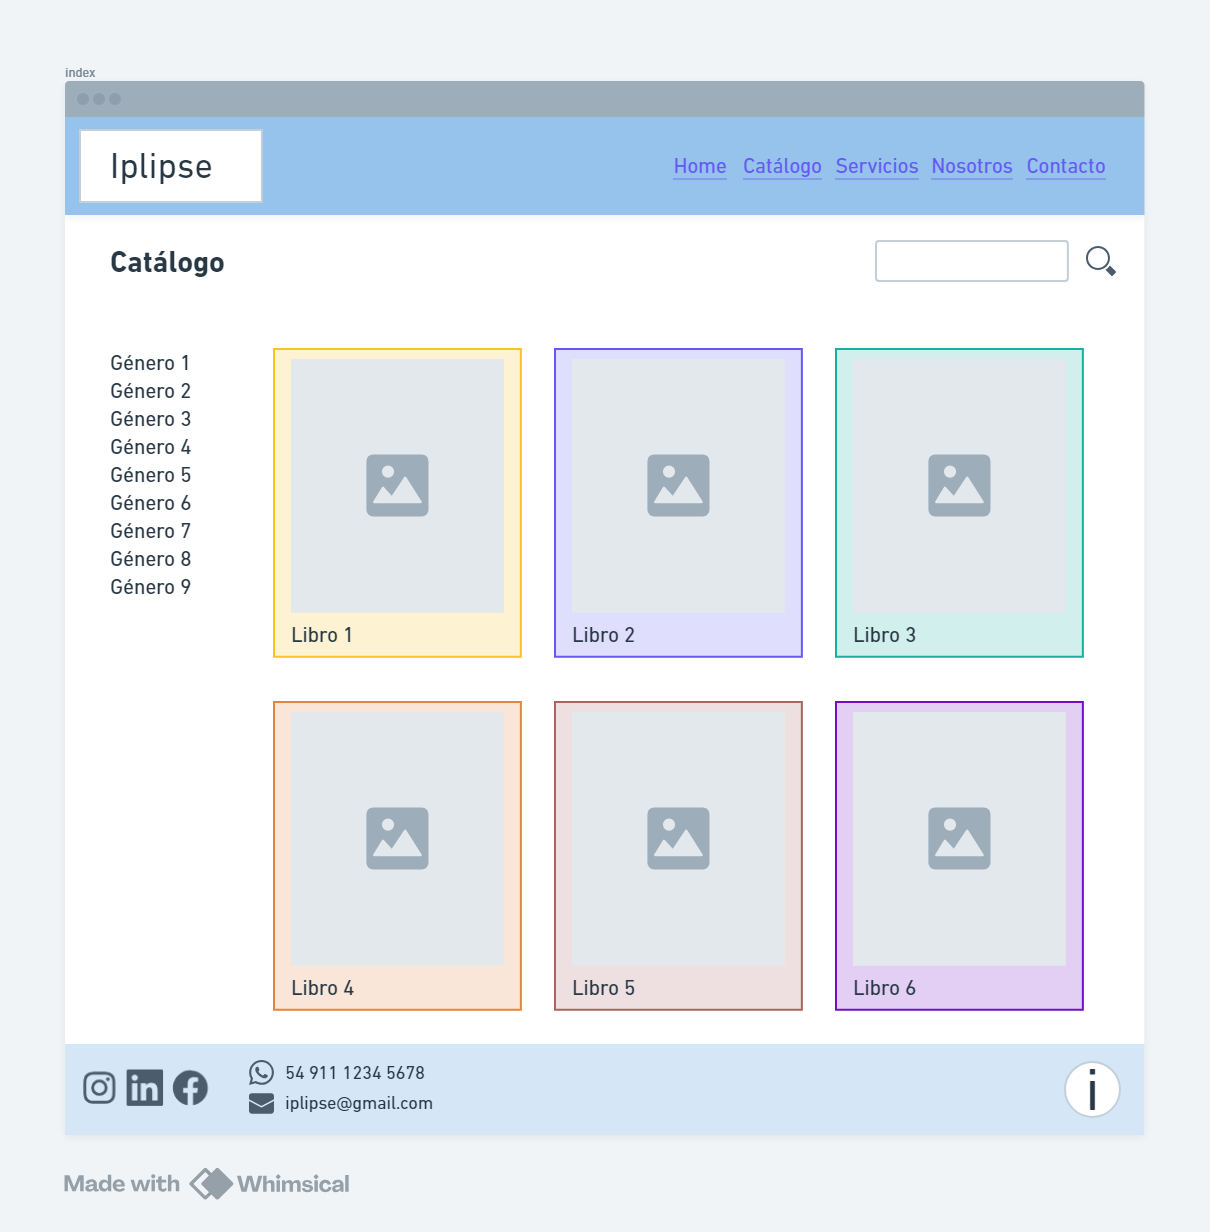 index
Iplipse
Home Catálogo Servicios Nosotros Contacto
Catálogo
Género 1
Género 2
Género 3
Género 4
Género 5
Género 6
Género 7
Género 8
Género 9
Libro 1
Libro 2
Libro 3
Libro 4
Libro 5
Libro 6
in
54 911 1234 5678
iplipse@gmail.com
i
Made with Whimsical